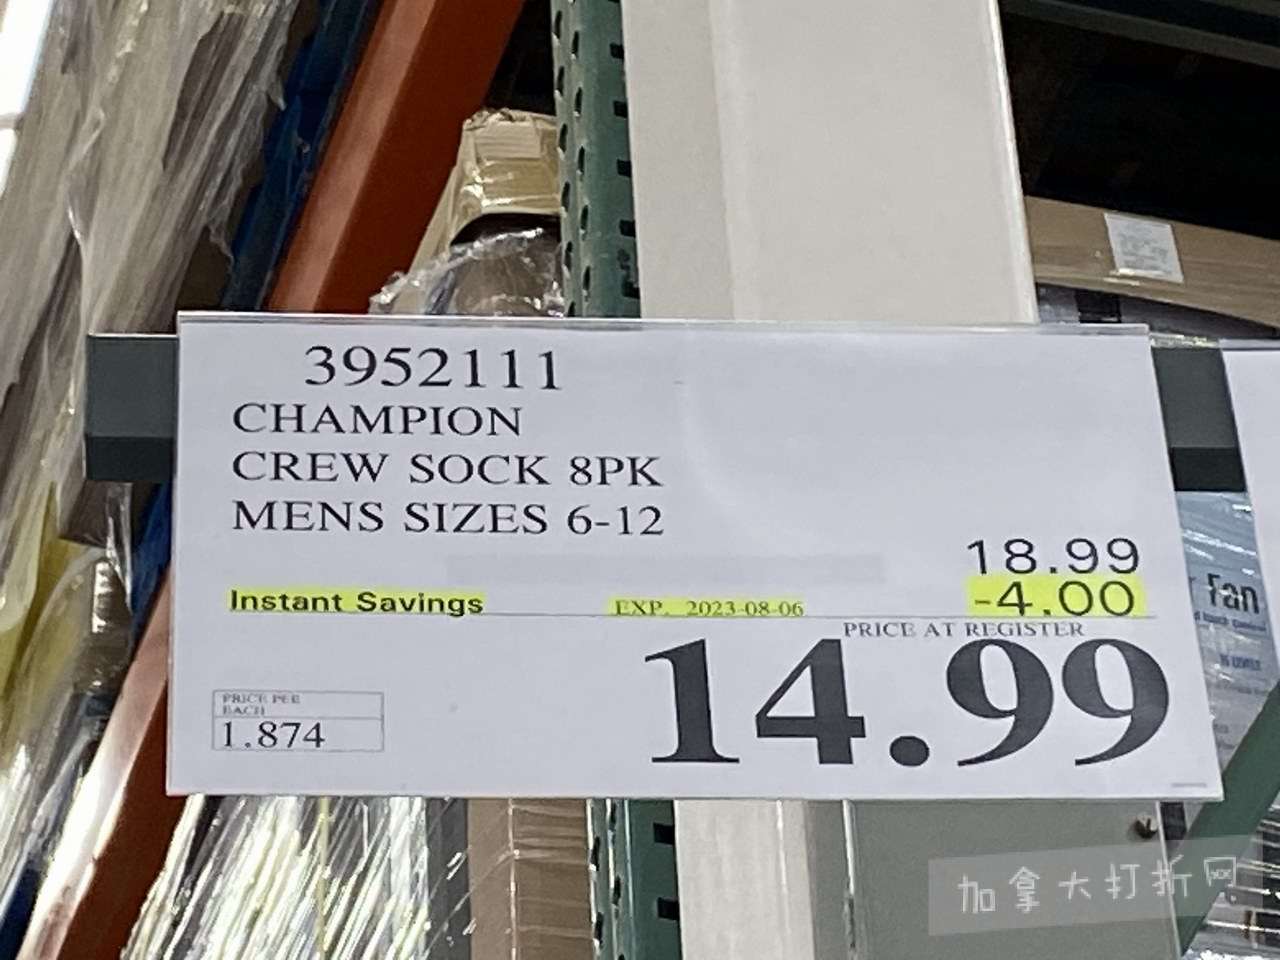 3952111
CHAMPION
CREW SOCK 8PK
MENS SIZES 6-12
18.99
Instant Savings EXP. 2023-08-06 -4.00
PRICE AT REGISTER
14.99
PRICE PER
EACH
1.874
Fan
加拿大打折网